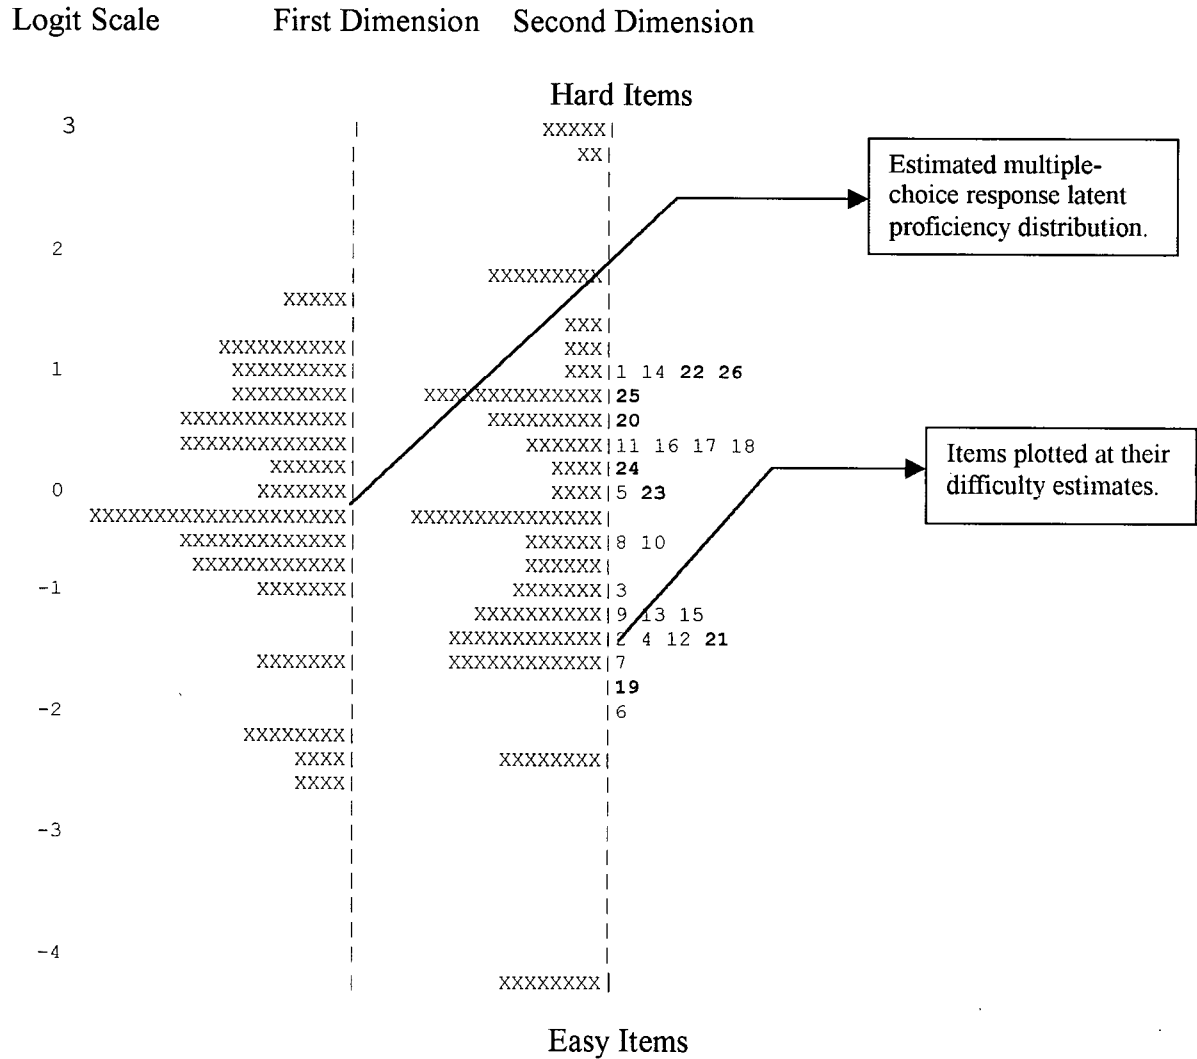 Logit Scale First Dimension Second Dimension
Hard Items
3 | XXXXX|
| XX|
Estimated multiple-
choice response latent
proficiency distribution.
2
| XXXXXXXXX|
XXXXX|
XXX|
XXXXXXXXXX| XXX|
1 XXXXXXXXX| XXX|1 14 22 26
XXXXXXXXX| XXXXXXXXXXXXXX|25
XXXXXXXXXXXXX| XXXXXXXXX|20
XXXXXXXXXXXXX| XXXXXX|11 16 17 18
XXXXXX| XXXX|24
0 XXXXXXX| XXXX|5 23
Items plotted at their
difficulty estimates.
XXXXXXXXXXXXXXXXXXXX| XXXXXXXXXXXXXXX|
XXXXXXXXXXXXX| XXXXXX|8 10
XXXXXXXXXXXX| XXXXXX|
-1 XXXXXXX| XXXXXXX|3
XXXXXXXXXX|9 13 15
XXXXXXXXXXXX|2 4 12 21
XXXXXXX| XXXXXXXXXXXX|7
|19
-2 |6
XXXXXXXX|
XXXX| XXXXXXXX|
XXXX|
-3
-4
XXXXXXXX|
Easy Items